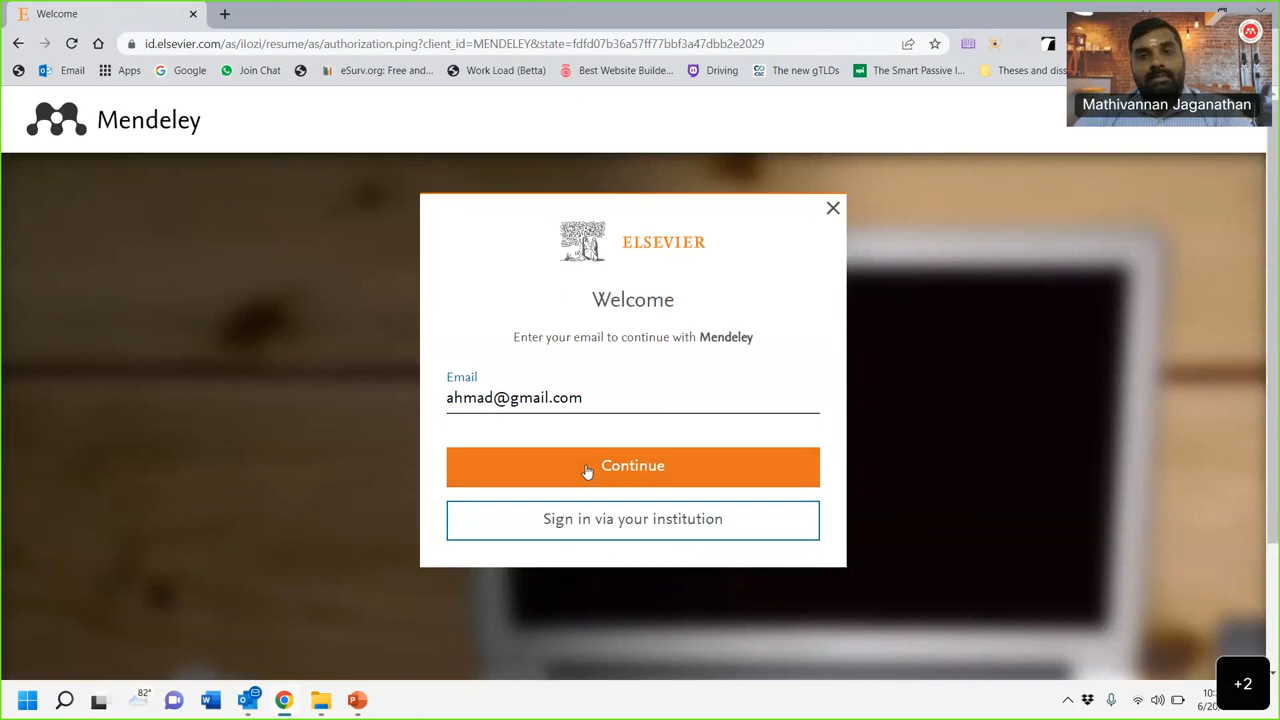 Welcome
id.elsevier.com/as/ilozi/resume/as/authorization.ping?client_id=MENDELEY&state=fdfd07b36a57ff77bbf3a47dbb2e2029
Email
Apps
Google
Join Chat
eSurvey: Free and...
Work Load (Betta)
Best Website Builde...
Driving
The new gTLDs
The Smart Passive I...
Theses and diss
Mathivannan Jaganathan
Mendeley
ELSEVIER
Welcome
Enter your email to continue with Mendeley
Email
ahmad@gmail.com
Continue
Sign in via your institution
82°
+2